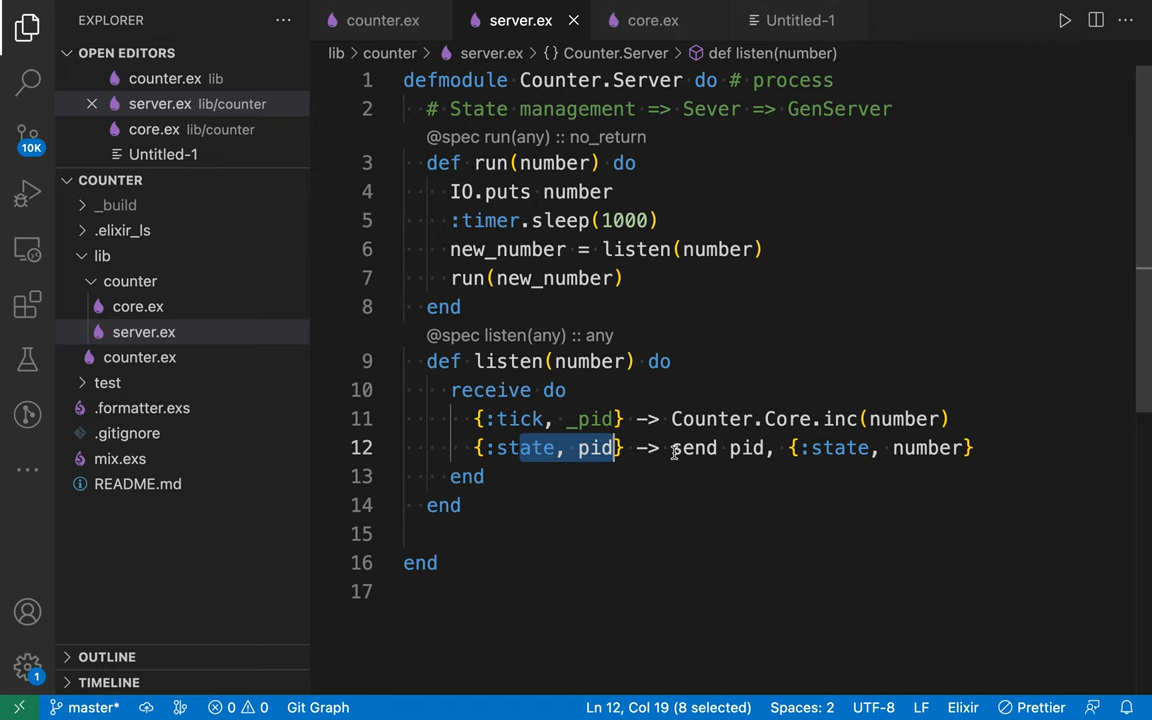 EXPLORER
OPEN EDITORS
counter.ex lib
server.ex lib/counter
core.ex lib/counter
Untitled-1
COUNTER
_build
.elixir_ls
lib
counter
core.ex
server.ex
counter.ex
test
.formatter.exs
.gitignore
mix.exs
README.md
OUTLINE
TIMELINE
10K
1
counter.ex server.ex core.ex Untitled-1
lib > counter > server.ex > {} Counter.Server > def listen(number)
1 defmodule Counter.Server do # process
2 # State management => Sever => GenServer
@spec run(any) :: no_return
3 def run(number) do
4 IO.puts number
5 :timer.sleep(1000)
6 new_number = listen(number)
7 run(new_number)
8 end
@spec listen(any) :: any
9 def listen(number) do
10 receive do
11 {:tick, _pid} -> Counter.Core.inc(number)
12 {:state, pid} -> send pid, {:state, number}
13 end
14 end
15
16 end
17
master* 0 0 Git Graph Ln 12, Col 19 (8 selected) Spaces: 2 UTF-8 LF Elixir Prettier